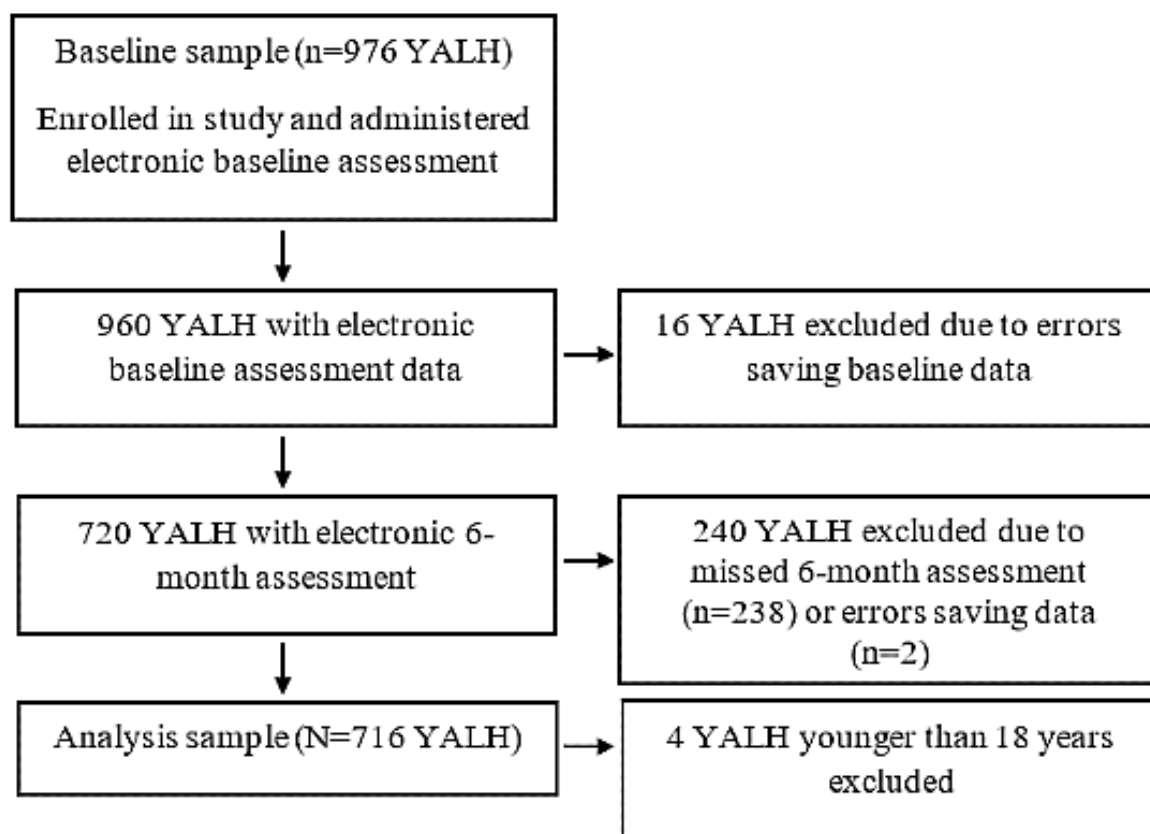 Baseline sample (n=976 YALH)
Enrolled in study and administered
electronic baseline assessment
960 YALH with electronic
baseline assessment data
16 YALH excluded due to errors
saving baseline data
720 YALH with electronic 6-
month assessment
240 YALH excluded due to
missed 6-month assessment
(n=238) or errors saving data
(n=2)
Analysis sample (N=716 YALH)
4 YALH younger than 18 years
excluded